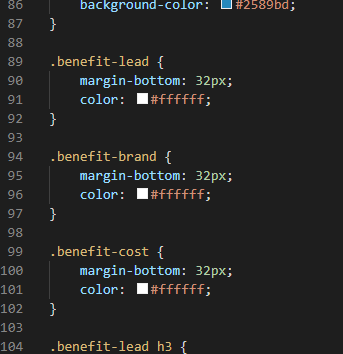 86 background-color: #2589bd;
87 }
88
89 .benefit-lead {
90 margin-bottom: 32px;
91 color: #ffffff;
92 }
93
94 .benefit-brand {
95 margin-bottom: 32px;
96 color: #ffffff;
97 }
98
99 .benefit-cost {
100 margin-bottom: 32px;
101 color: #ffffff;
102 }
103
104 .benefit-lead h3 {